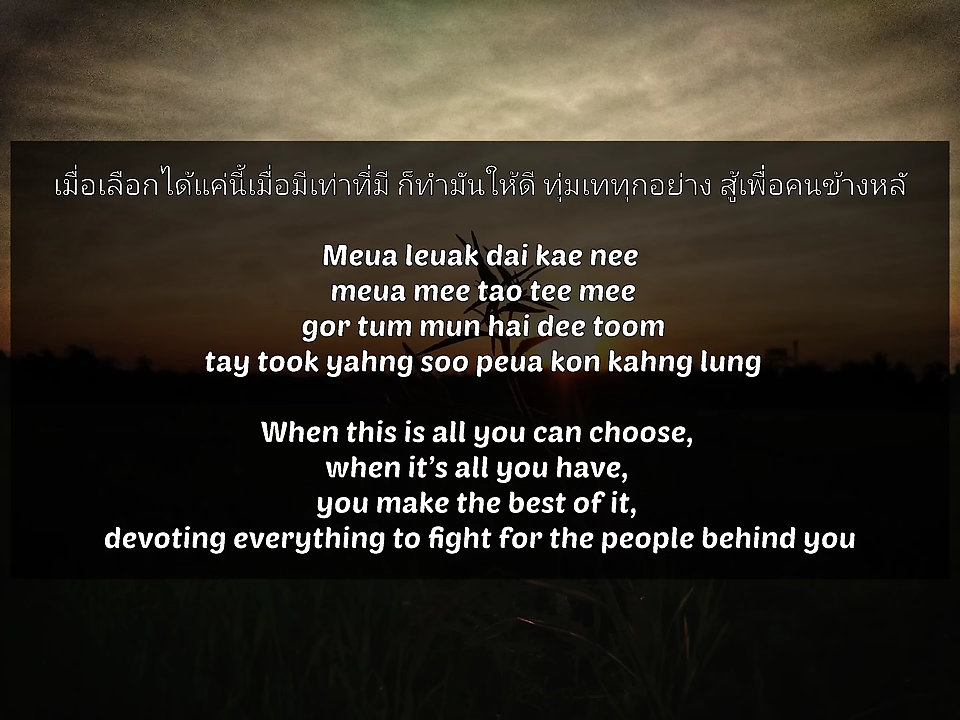 เมื่อเลือกได้แค่นี้เมื่อมีเท่าที่มี ก็ทำมันให้ดี ทุ่มเททุกอย่าง สู้เพื่อคนข้างหลั
Meua leuak dai kae nee
meua mee tao tee mee
gor tum mun hai dee toom
tay took yahng soo peua kon kahng lung
When this is all you can choose,
when it’s all you have,
you make the best of it,
devoting everything to fight for the people behind you